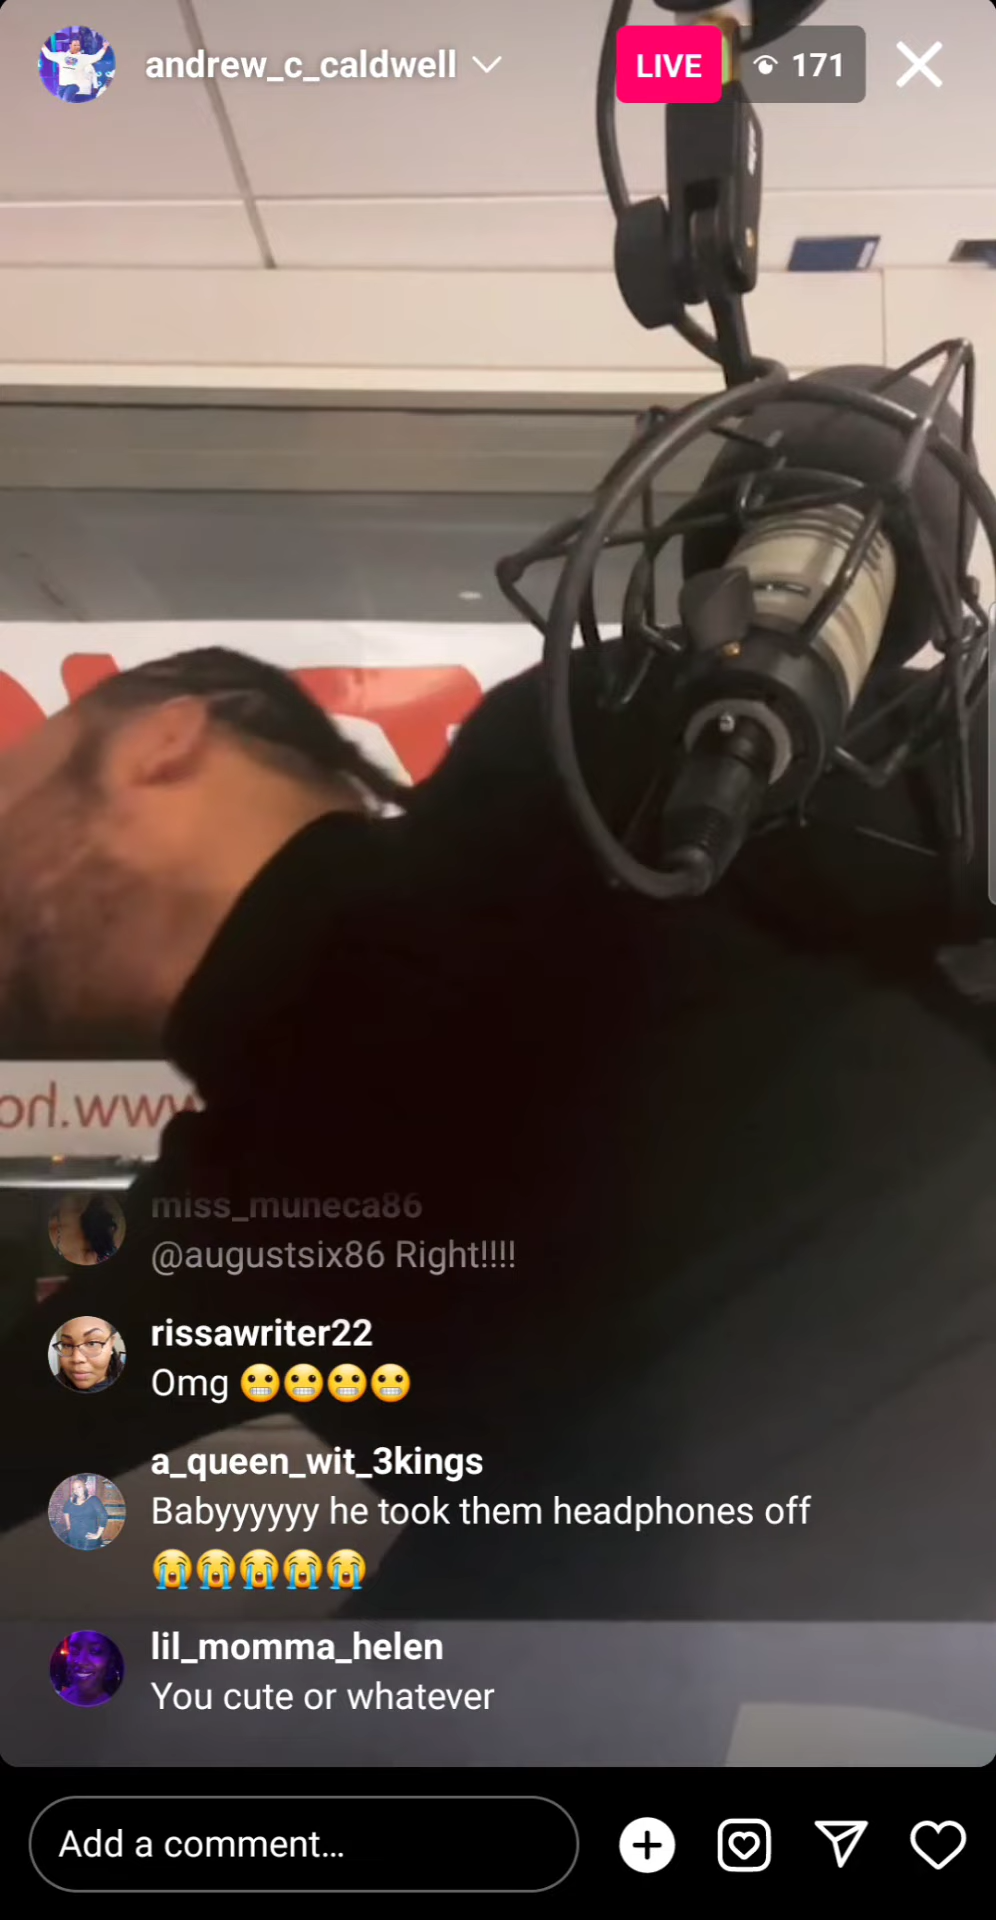 andrew_c_caldwell
LIVE
171
www.ho
miss_muneca86
@augustsix86 Right!!!!
rissawriter22
Omg 😬😬😬😬
a_queen_wit_3kings
Babyyyyyy he took them headphones off
😭😭😭😭😭
lil_momma_helen
You cute or whatever
Add a comment...